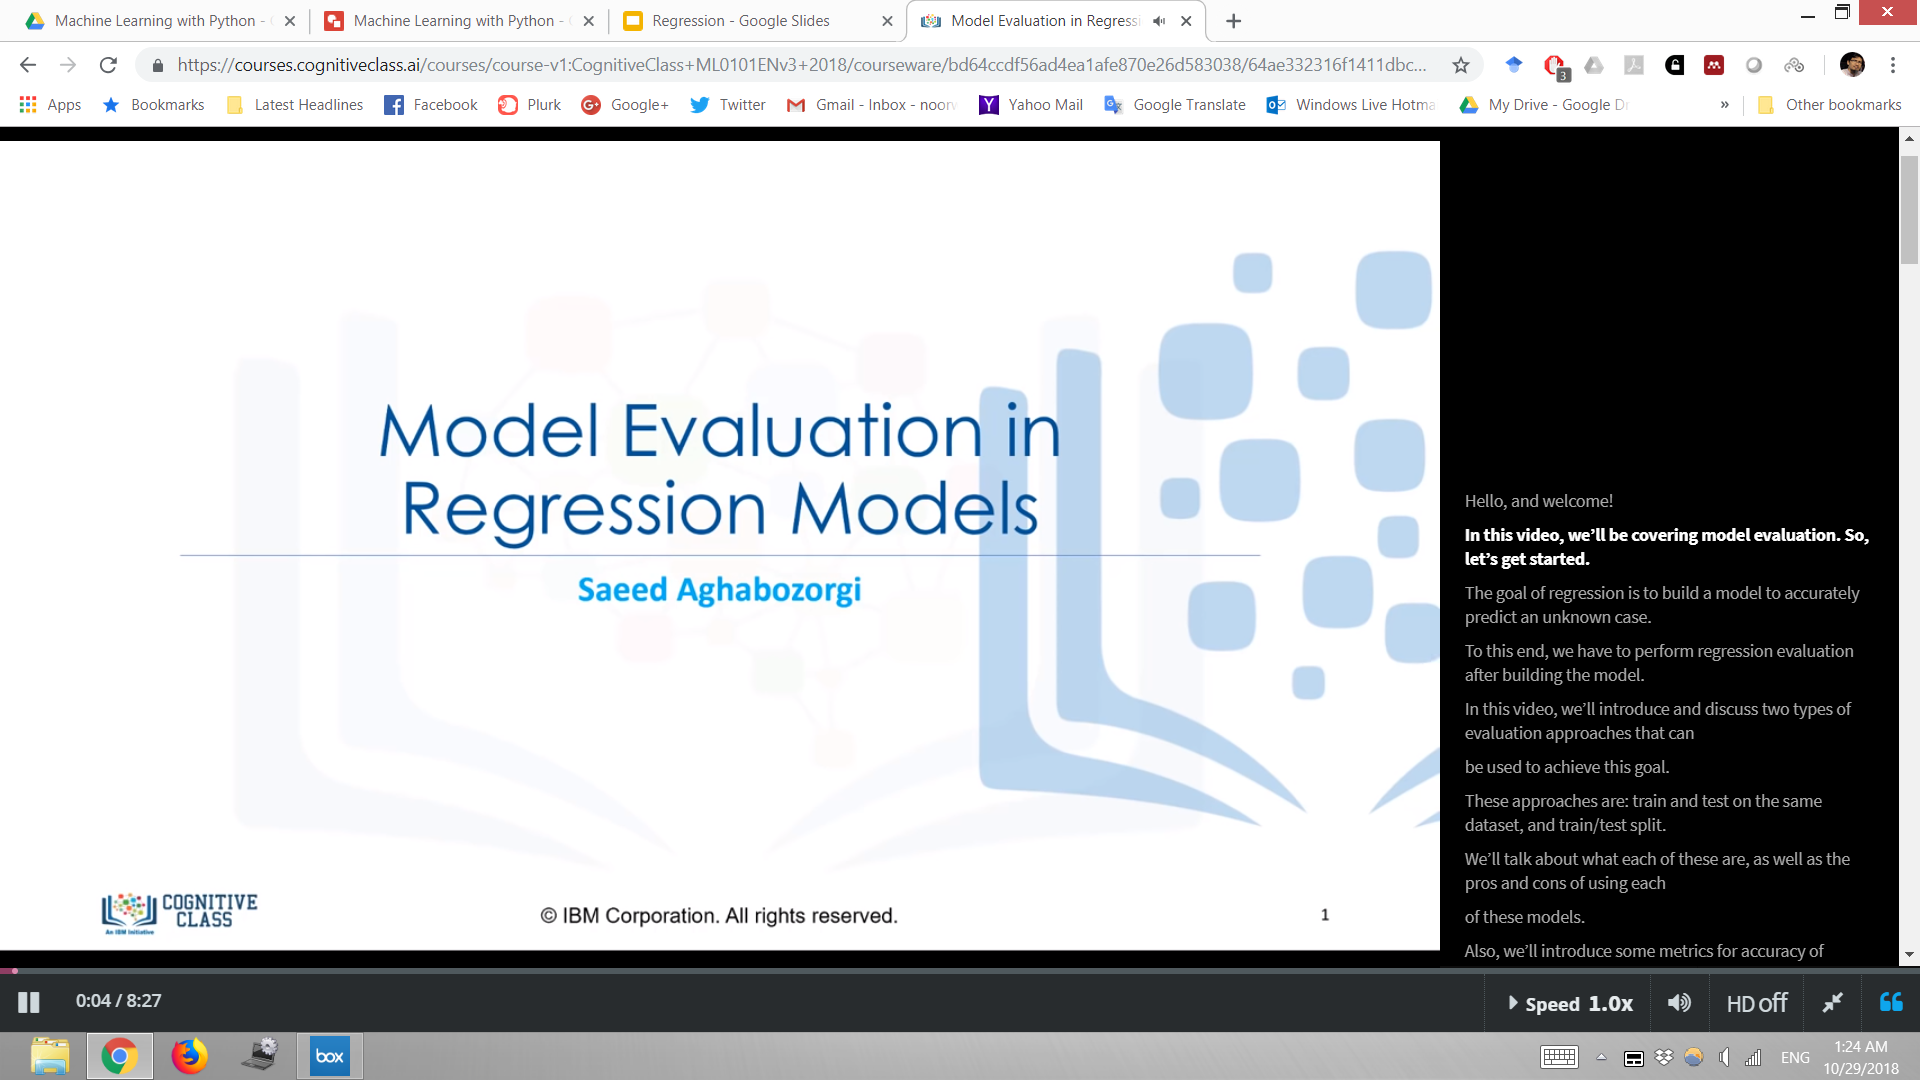 Machine Learning with Python -
Machine Learning with Python -
Regression - Google Slides
Model Evaluation in Regressi
https://courses.cognitiveclass.ai/courses/course-v1:CognitiveClass+ML0101ENv3+2018/courseware/bd64ccdf56ad4ea1afe870e26d583038/64ae332316f1411dbc...
3
Apps
Bookmarks
Latest Headlines
Facebook
Plurk
Google+
Twitter
Gmail - Inbox - noorv
Yahoo Mail
Google Translate
Windows Live Hotma
My Drive - Google Dr
»
Other bookmarks
Model Evaluation in
Regression Models
Saeed Aghabozorgi
COGNITIVE
CLASS
An IBM Initiative
© IBM Corporation. All rights reserved.
1
Hello, and welcome!
In this video, we’ll be covering model evaluation. So,
let’s get started.
The goal of regression is to build a model to accurately
predict an unknown case.
To this end, we have to perform regression evaluation
after building the model.
In this video, we’ll introduce and discuss two types of
evaluation approaches that can
be used to achieve this goal.
These approaches are: train and test on the same
dataset, and train/test split.
We’ll talk about what each of these are, as well as the
pros and cons of using each
of these models.
Also, we’ll introduce some metrics for accuracy of
0:04 / 8:27
Speed 1.0x
HD off
box
ENG
1:24 AM
10/29/2018